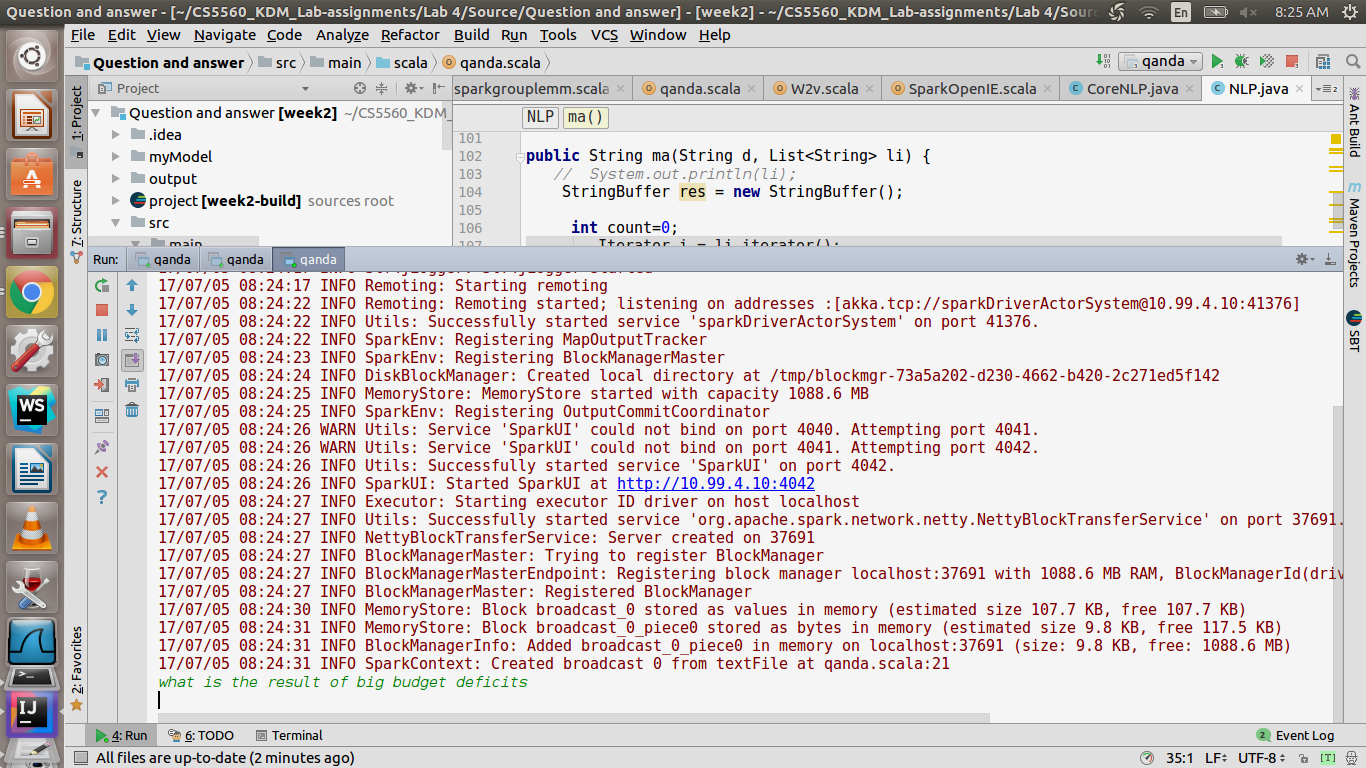 Question and answer - [~/CS5560_KDM_Lab-assignments/Lab 4/Source/Question and answer] - [week2] - ~/CS5560_KDM_Lab-assignments/Lab 4/Sourc
En
8:25 AM
File Edit View Navigate Code Analyze Refactor Build Run Tools VCS Window Help
Question and answer src main scala qanda.scala
qanda
Project
sparkgrouplemm.scala qanda.scala W2v.scala SparkOpenIE.scala CoreNLP.java NLP.java
1: Project
7: Structure
2: Favorites
Ant Build
Maven Projects
SBT
Question and answer [week2] ~/CS5560_KDM_
.idea
myModel
output
project [week2-build] sources root
src
main
NLP ma()
101
102 public String ma(String d, List<String> li) {
103 // System.out.println(li);
104 StringBuffer res = new StringBuffer();
105
106 int count=0;
107 Iterator i = li.iterator();
Run: qanda qanda qanda
17/07/05 08:24:17 INFO Remoting: Starting remoting
17/07/05 08:24:22 INFO Remoting: Remoting started; listening on addresses :[akka.tcp://sparkDriverActorSystem@10.99.4.10:41376]
17/07/05 08:24:22 INFO Utils: Successfully started service 'sparkDriverActorSystem' on port 41376.
17/07/05 08:24:22 INFO SparkEnv: Registering MapOutputTracker
17/07/05 08:24:23 INFO SparkEnv: Registering BlockManagerMaster
17/07/05 08:24:24 INFO DiskBlockManager: Created local directory at /tmp/blockmgr-73a5a202-d230-4662-b420-2c271ed5f142
17/07/05 08:24:25 INFO MemoryStore: MemoryStore started with capacity 1088.6 MB
17/07/05 08:24:25 INFO SparkEnv: Registering OutputCommitCoordinator
17/07/05 08:24:26 WARN Utils: Service 'SparkUI' could not bind on port 4040. Attempting port 4041.
17/07/05 08:24:26 WARN Utils: Service 'SparkUI' could not bind on port 4041. Attempting port 4042.
17/07/05 08:24:26 INFO Utils: Successfully started service 'SparkUI' on port 4042.
17/07/05 08:24:26 INFO SparkUI: Started SparkUI at http://10.99.4.10:4042
17/07/05 08:24:27 INFO Executor: Starting executor ID driver on host localhost
17/07/05 08:24:27 INFO Utils: Successfully started service 'org.apache.spark.network.netty.NettyBlockTransferService' on port 37691.
17/07/05 08:24:27 INFO NettyBlockTransferService: Server created on 37691
17/07/05 08:24:27 INFO BlockManagerMaster: Trying to register BlockManager
17/07/05 08:24:27 INFO BlockManagerMasterEndpoint: Registering block manager localhost:37691 with 1088.6 MB RAM, BlockManagerId(driv
17/07/05 08:24:27 INFO BlockManagerMaster: Registered BlockManager
17/07/05 08:24:30 INFO MemoryStore: Block broadcast_0 stored as values in memory (estimated size 107.7 KB, free 107.7 KB)
17/07/05 08:24:31 INFO MemoryStore: Block broadcast_0_piece0 stored as bytes in memory (estimated size 9.8 KB, free 117.5 KB)
17/07/05 08:24:31 INFO BlockManagerInfo: Added broadcast_0_piece0 in memory on localhost:37691 (size: 9.8 KB, free: 1088.6 MB)
17/07/05 08:24:31 INFO SparkContext: Created broadcast 0 from textFile at qanda.scala:21
what is the result of big budget deficits
4: Run 6: TODO Terminal 2 Event Log
All files are up-to-date (2 minutes ago) 35:1 LF UTF-8 [T]